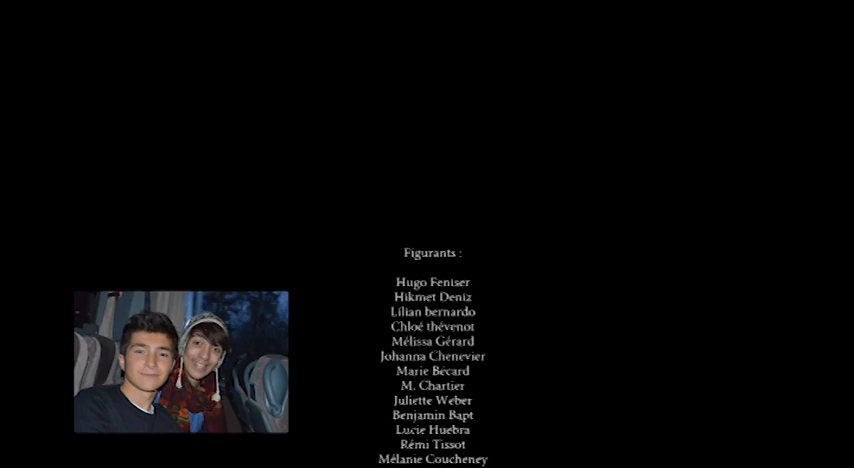 Figurants :
Hugo Feniser
Hikmet Deniz
Lilian bernardo
Chloé thévenot
Mélissa Gérard
Johanna Chenevier
Marie Bécard
M. Chartier
Juliette Weber
Benjamin Bapt
Lucie Huebra
Rémi Tissot
Mélanie Coucheney